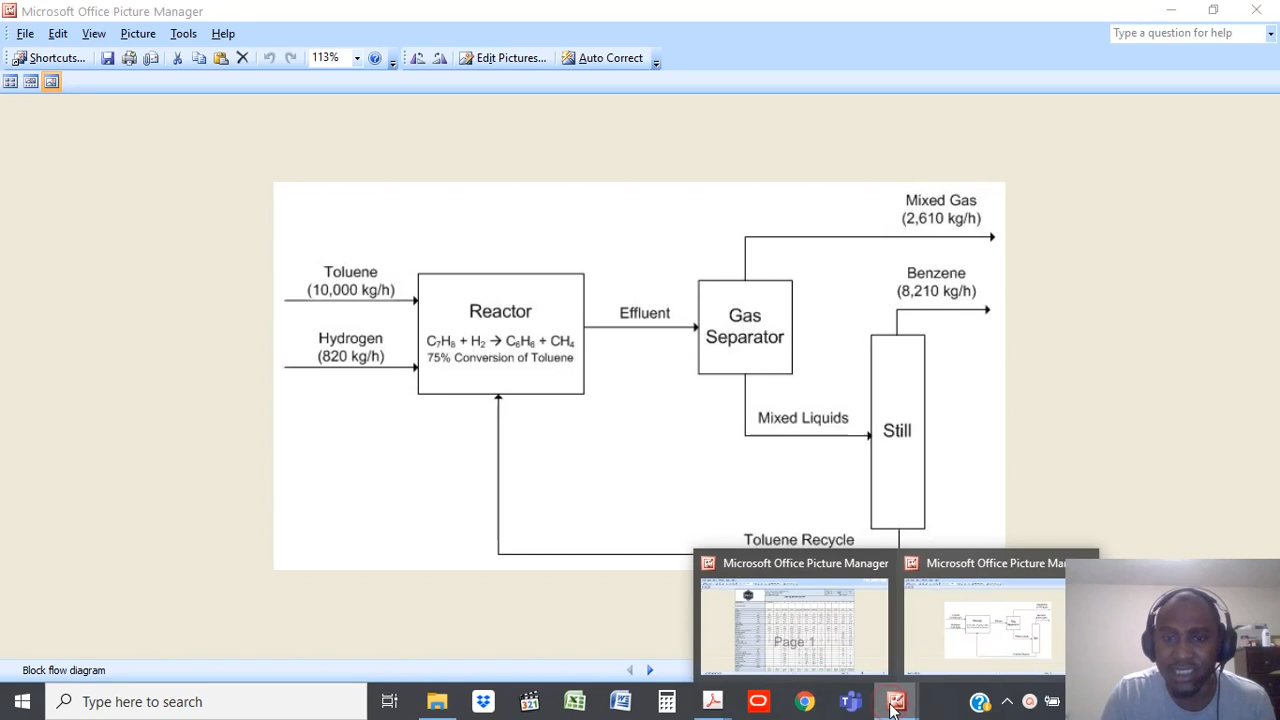 Microsoft Office Picture Manager
File Edit View Picture Tools Help
Type a question for help
Shortcuts... 113% Edit Pictures... Auto Correct
Mixed Gas
(2,610 kg/h)
Toluene
(10,000 kg/h)
Hydrogen
(820 kg/h)
Reactor
C₇H₈ + H₂ → C₆H₆ + CH₄
75% Conversion of Toluene
Effluent
Gas
Separator
Benzene
(8,210 kg/h)
Mixed Liquids
Still
Toluene Recycle
Microsoft Office Picture Manager
Microsoft Office Picture Ma
Page 1
Block flow diagram
Type here to search